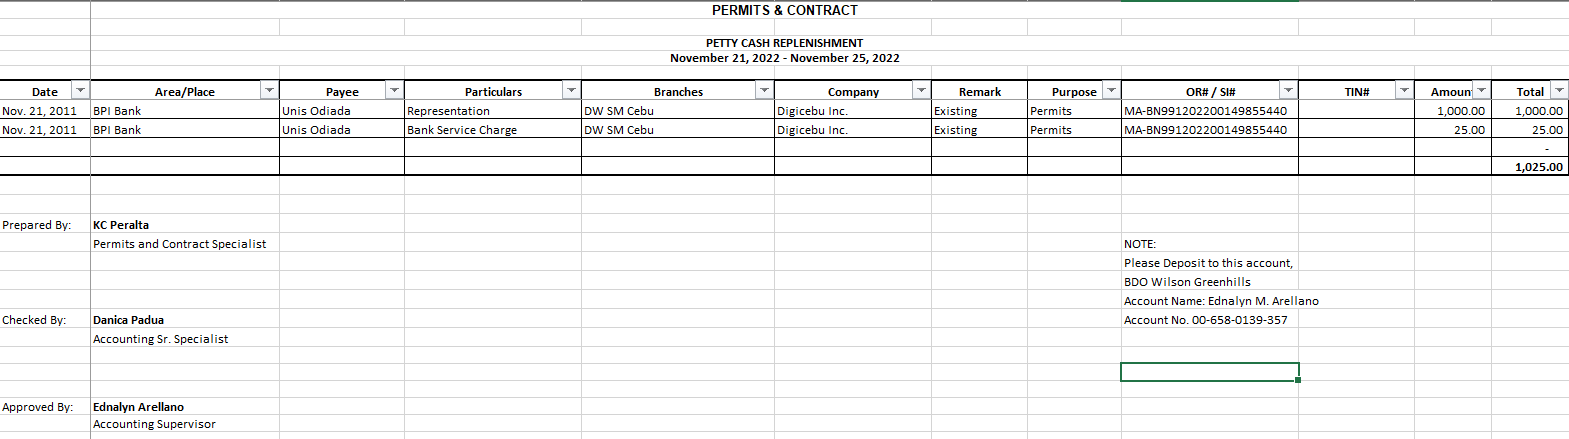 PERMITS & CONTRACT
PETTY CASH REPLENISHMENT
November 21, 2022 - November 25, 2022
Date Area/Place Payee Particulars Branches Company Remark Purpose OR# / SI# TIN# Amoun Total
Nov. 21, 2011 BPI Bank Unis Odiada Representation DW SM Cebu Digicebu Inc. Existing Permits MA-BN991202200149855440 1,000.00 1,000.00
Nov. 21, 2011 BPI Bank Unis Odiada Bank Service Charge DW SM Cebu Digicebu Inc. Existing Permits MA-BN991202200149855440 25.00 25.00
-
1,025.00
Prepared By: KC Peralta
Permits and Contract Specialist NOTE:
Please Deposit to this account,
BDO Wilson Greenhills
Account Name: Ednalyn M. Arellano
Checked By: Danica Padua Account No. 00-658-0139-357
Accounting Sr. Specialist
Approved By: Ednalyn Arellano
Accounting Supervisor